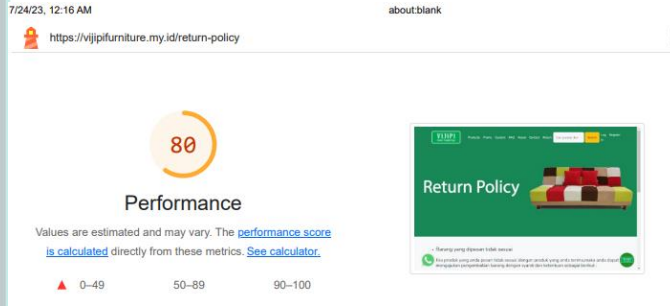 7/24/23, 12:16 AM
about:blank
https://vijipifurniture.my.id/return-policy
80
Performance
Values are estimated and may vary. The performance score
is calculated directly from these metrics. See calculator.
0–49
50–89
90–100
VIJIPI
Return Policy
Barang yang dipesan tidak sesuai